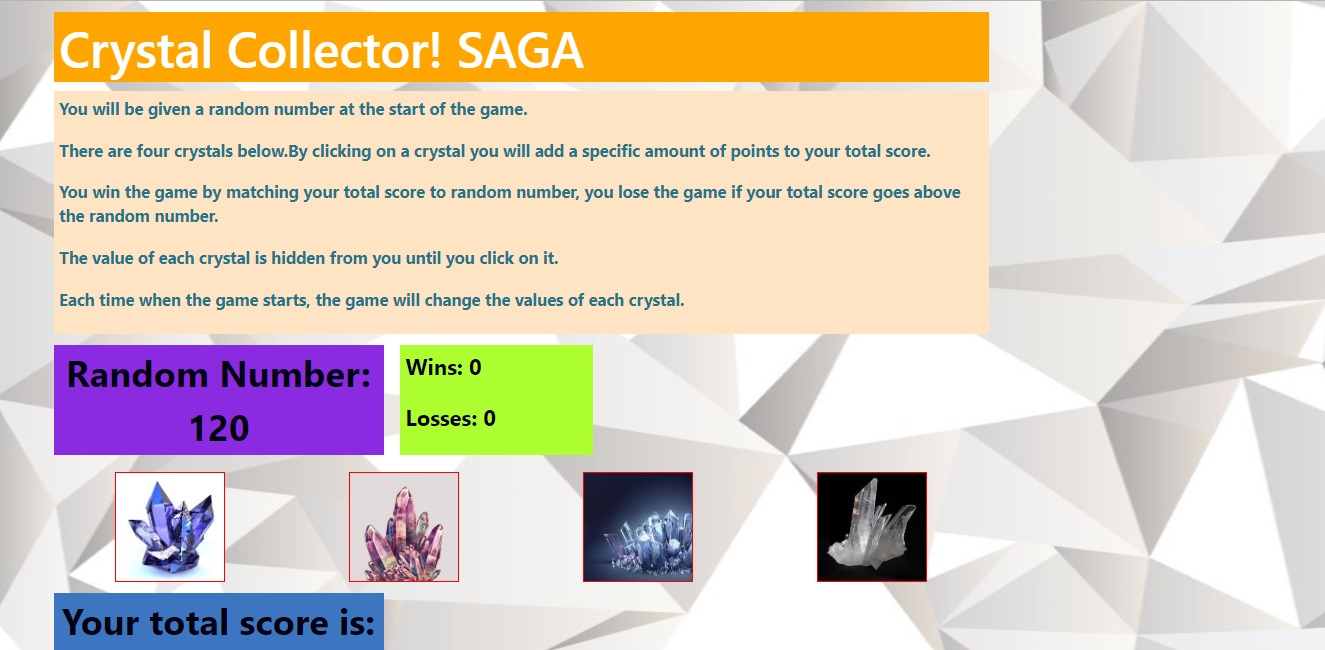 Crystal Collector! SAGA
You will be given a random number at the start of the game.
There are four crystals below.By clicking on a crystal you will add a specific amount of points to your total score.
You win the game by matching your total score to random number, you lose the game if your total score goes above
the random number.
The value of each crystal is hidden from you until you click on it.
Each time when the game starts, the game will change the values of each crystal.
Random Number:
120
Wins: 0
Losses: 0
Your total score is: